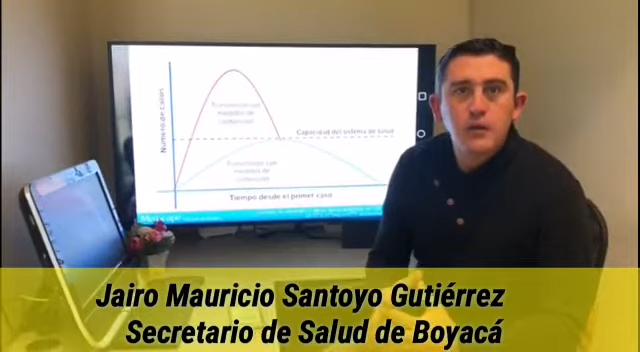 Número de casos
Transmisión
medidas de
contención
Capacidad del sistema de salud
Transmisión con
medidas de
contención
Tiempo desde el primer caso
Jairo Mauricio Santoyo Gutiérrez
Secretario de Salud de Boyacá